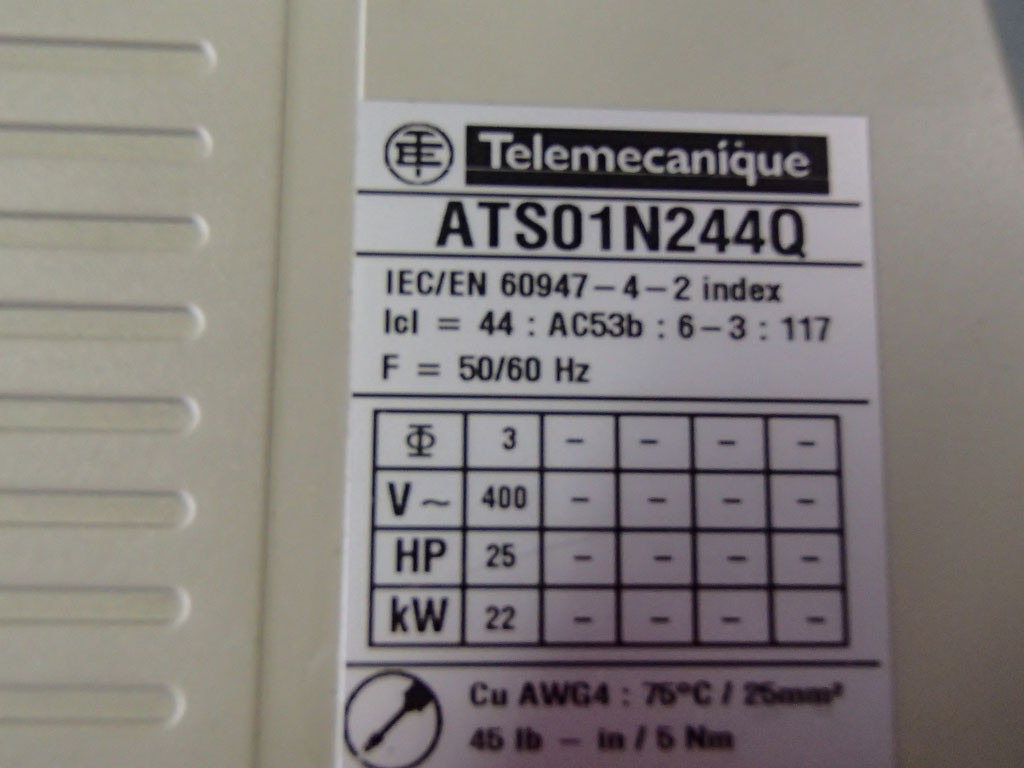 Telemecanique
ATS01N244Q
IEC/EN 60947-4-2 index
Icl = 44 : AC53b : 6-3 : 117
F = 50/60 Hz
Φ 3 - - - -
V~ 400 - - - -
HP 25 - - - -
kW 22 - - - -
Cu AWG4 : 75°C / 25mm²
45 lb - in / 5 Nm